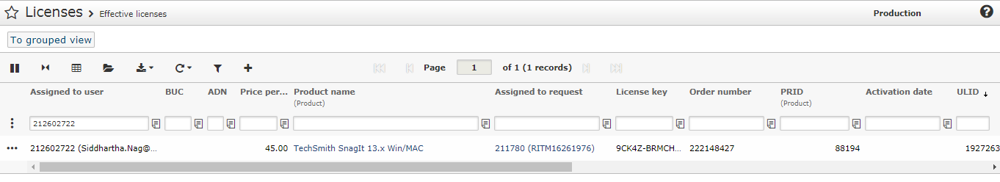 Licenses > Effective licenses Production ?
To grouped view
Page 1 of 1 (1 records)
Assigned to user BUC ADN Price per... Product name Assigned to request License key Order number PRID Activation date ULID
(Product) (Product)
212602722
212602722 (Siddhartha.Nag@... 45.00 TechSmith SnagIt 13.x Win/MAC 211780 (RITM16261976) 9CK4Z-BRMCH... 222148427 88194 1927263